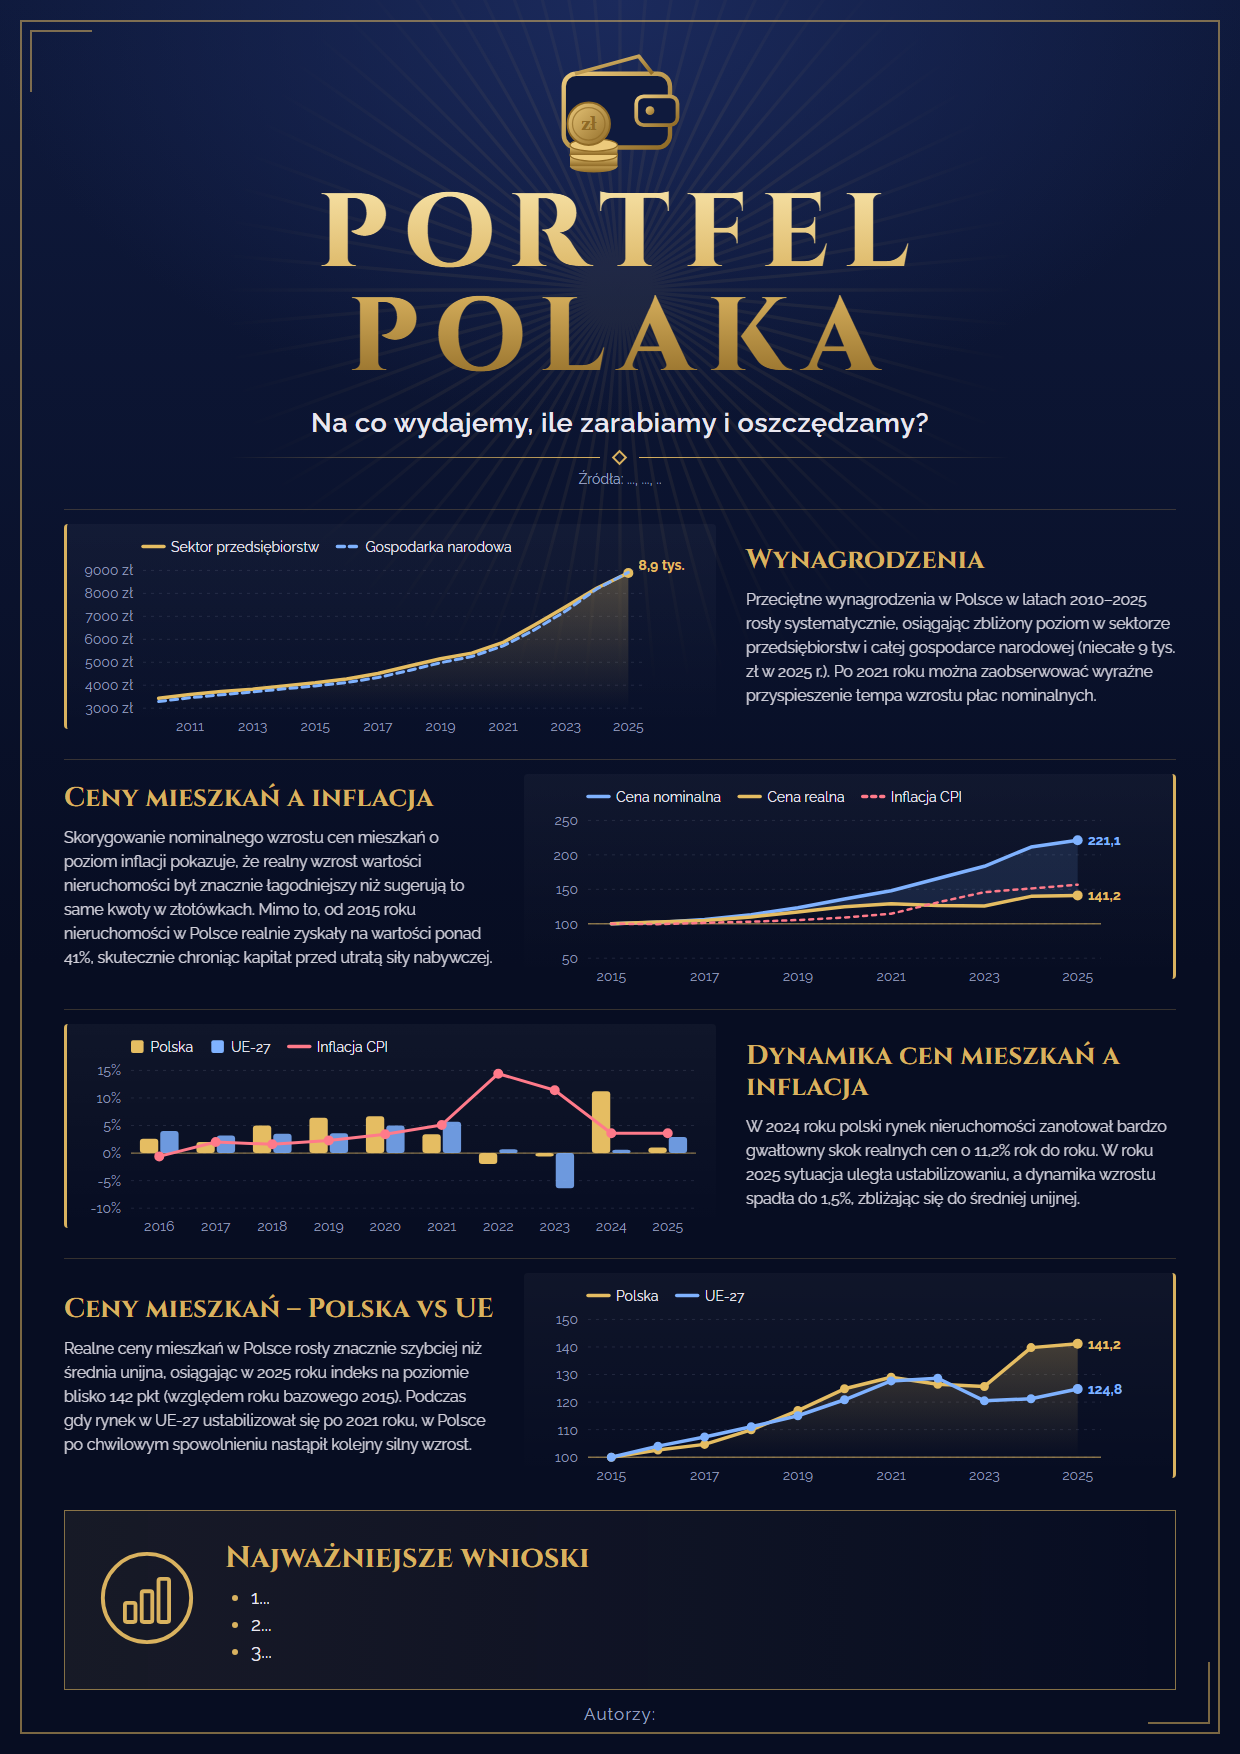 zł
PORTFEL
POLAKA
Na co wydajemy, ile zarabiamy i oszczędzamy?
Źródła: ..., ..., ..
Sektor przedsiębiorstw Gospodarka narodowa
8,9 tys.
9000 zł
8000 zł
7000 zł
6000 zł
5000 zł
4000 zł
3000 zł
2011 2013 2015 2017 2019 2021 2023 2025
Wynagrodzenia
Przeciętne wynagrodzenia w Polsce w latach 2010–2025
rosły systematycznie, osiągając zbliżony poziom w sektorze
przedsiębiorstw i całej gospodarce narodowej (niecałe 9 tys.
zł w 2025 r.). Po 2021 roku można zaobserwować wyraźne
przyspieszenie tempa wzrostu płac nominalnych.
Ceny mieszkań a inflacja
Skorygowanie nominalnego wzrostu cen mieszkań o
poziom inflacji pokazuje, że realny wzrost wartości
nieruchomości był znacznie łagodniejszy niż sugerują to
same kwoty w złotówkach. Mimo to, od 2015 roku
nieruchomości w Polsce realnie zyskały na wartości ponad
41%, skutecznie chroniąc kapitał przed utratą siły nabywczej.
Cena nominalna Cena realna Inflacja CPI
250
200
150
100
50
221,1
141,2
2015 2017 2019 2021 2023 2025
Polska UE-27 Inflacja CPI
15%
10%
5%
0%
-5%
-10%
2016 2017 2018 2019 2020 2021 2022 2023 2024 2025
Dynamika cen mieszkań a
inflacja
W 2024 roku polski rynek nieruchomości zanotował bardzo
gwałtowny skok realnych cen o 11,2% rok do roku. W roku
2025 sytuacja uległa ustabilizowaniu, a dynamika wzrostu
spadła do 1,5%, zbliżając się do średniej unijnej.
Ceny mieszkań – Polska vs UE
Realne ceny mieszkań w Polsce rosły znacznie szybciej niż
średnia unijna, osiągając w 2025 roku indeks na poziomie
blisko 142 pkt (względem roku bazowego 2015). Podczas
gdy rynek w UE-27 ustabilizował się po 2021 roku, w Polsce
po chwilowym spowolnieniu nastąpił kolejny silny wzrost.
Polska UE-27
150
140
130
120
110
100
141,2
124,8
2015 2017 2019 2021 2023 2025
Najważniejsze wnioski
• 1...
• 2...
• 3...
Autorzy: